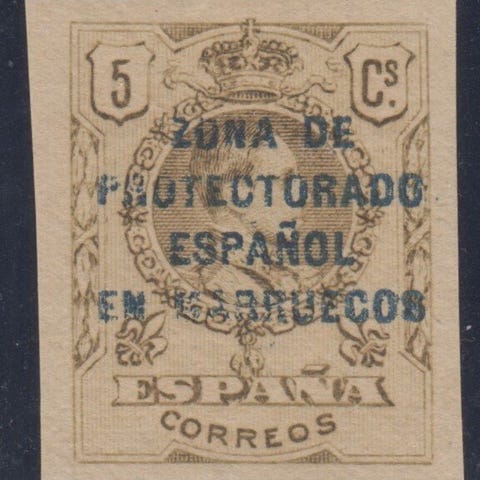 5 Cs.
ZONA DE
PROTECTORADO
ESPAÑOL
EN MARRUECOS
ESPAÑA
CORREOS